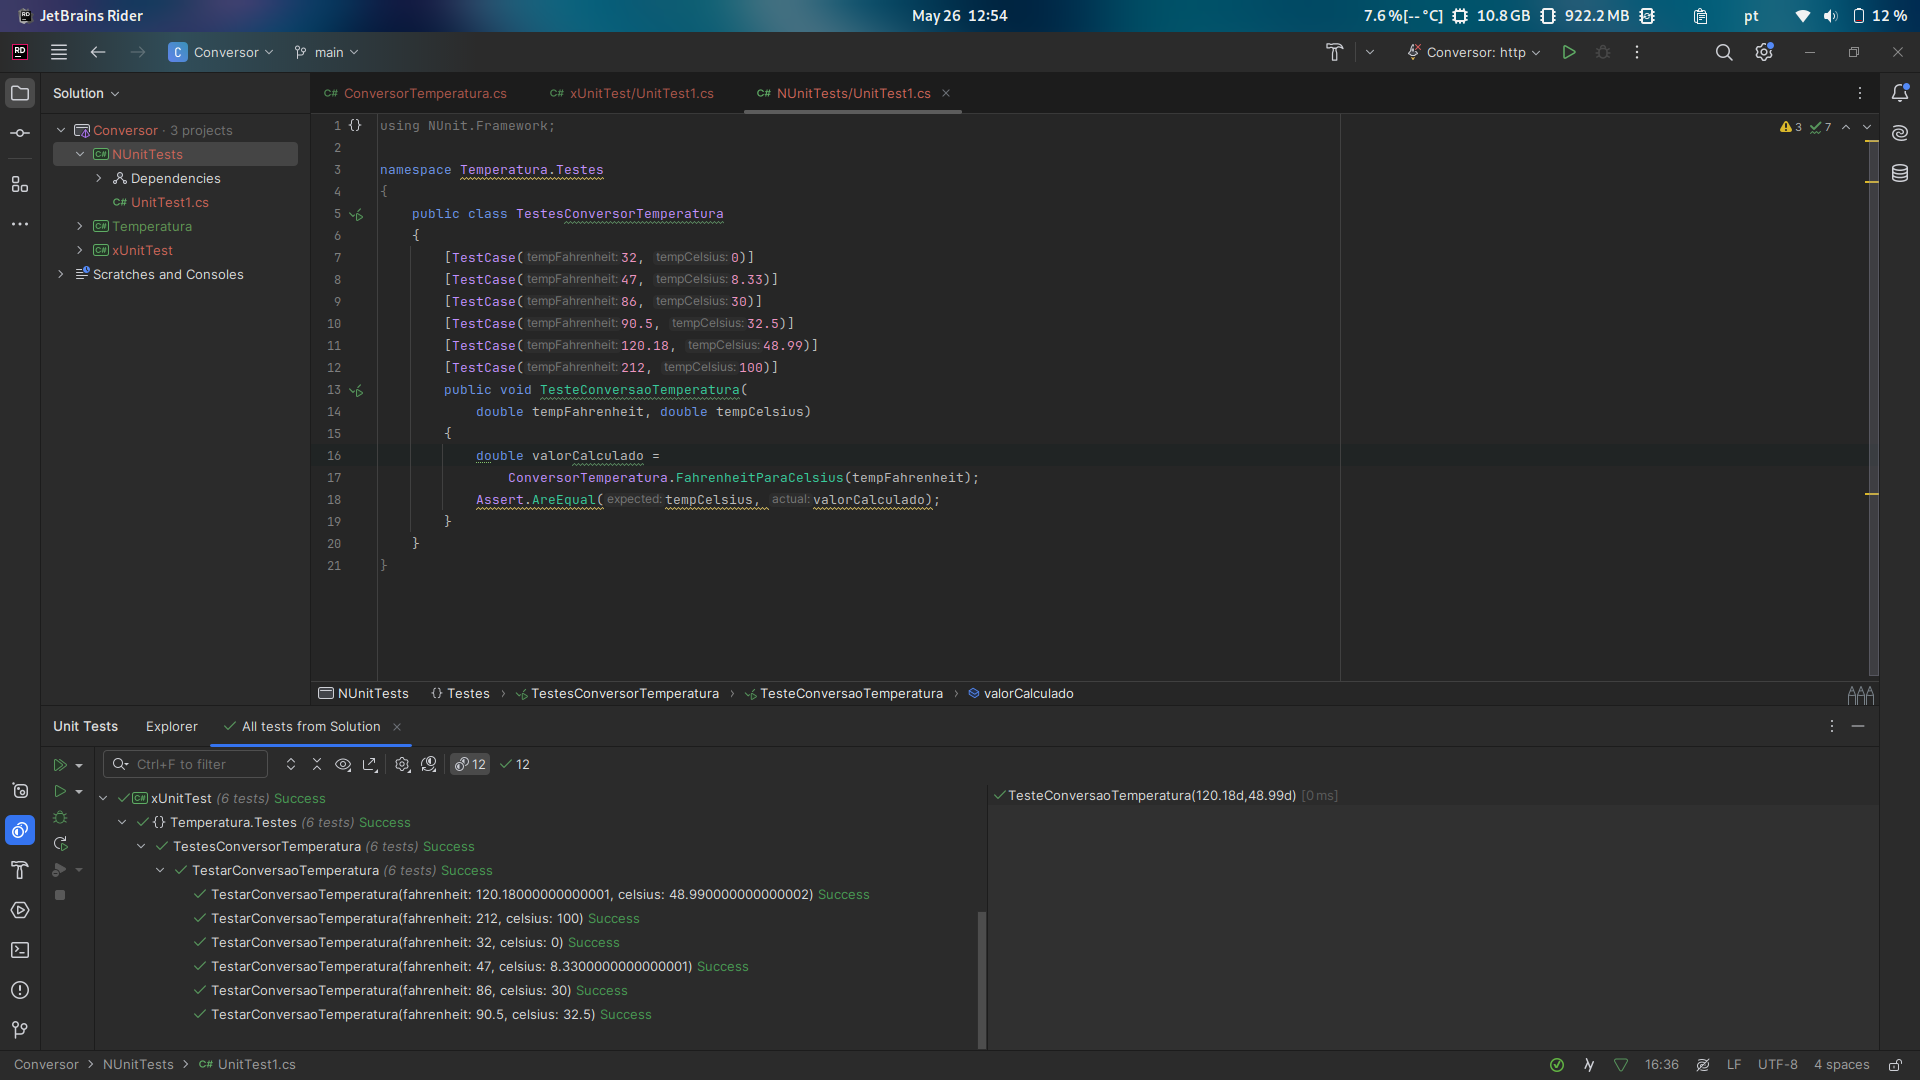 JetBrains Rider
May 26 12:54
7.6 %[-- °C] 10.8 GB 922.2 MB pt 12 %
RD C Conversor main Conversor: http
Solution
ConversorTemperatura.cs
xUnitTest/UnitTest1.cs
NUnitTests/UnitTest1.cs
Conversor · 3 projects
NUnitTests
Dependencies
C# UnitTest1.cs
Temperatura
xUnitTest
Scratches and Consoles
3 7
1 {} using NUnit.Framework;
2
3 namespace Temperatura.Testes
4 {
5 public class TestesConversorTemperatura
6 {
7 [TestCase( tempFahrenheit: 32, tempCelsius: 0)]
8 [TestCase( tempFahrenheit: 47, tempCelsius: 8.33)]
9 [TestCase( tempFahrenheit: 86, tempCelsius: 30)]
10 [TestCase( tempFahrenheit: 90.5, tempCelsius: 32.5)]
11 [TestCase( tempFahrenheit: 120.18, tempCelsius: 48.99)]
12 [TestCase( tempFahrenheit: 212, tempCelsius: 100)]
13 public void TesteConversaoTemperatura(
14 double tempFahrenheit, double tempCelsius)
15 {
16 double valorCalculado =
17 ConversorTemperatura.FahrenheitParaCelsius(tempFahrenheit);
18 Assert.AreEqual( expected: tempCelsius, actual: valorCalculado);
19 }
20 }
21 }
NUnitTests {} Testes TestesConversorTemperatura TesteConversaoTemperatura valorCalculado
Unit Tests Explorer All tests from Solution
Ctrl+F to filter 12 12
xUnitTest (6 tests) Success
{} Temperatura.Testes (6 tests) Success
TestesConversorTemperatura (6 tests) Success
TestarConversaoTemperatura (6 tests) Success
TestarConversaoTemperatura(fahrenheit: 120.18000000000001, celsius: 48.990000000000002) Success
TestarConversaoTemperatura(fahrenheit: 212, celsius: 100) Success
TestarConversaoTemperatura(fahrenheit: 32, celsius: 0) Success
TestarConversaoTemperatura(fahrenheit: 47, celsius: 8.3300000000000001) Success
TestarConversaoTemperatura(fahrenheit: 86, celsius: 30) Success
TestarConversaoTemperatura(fahrenheit: 90.5, celsius: 32.5) Success
TesteConversaoTemperatura(120.18d,48.99d) [0 ms]
Conversor NUnitTests C# UnitTest1.cs
16:36 LF UTF-8 4 spaces